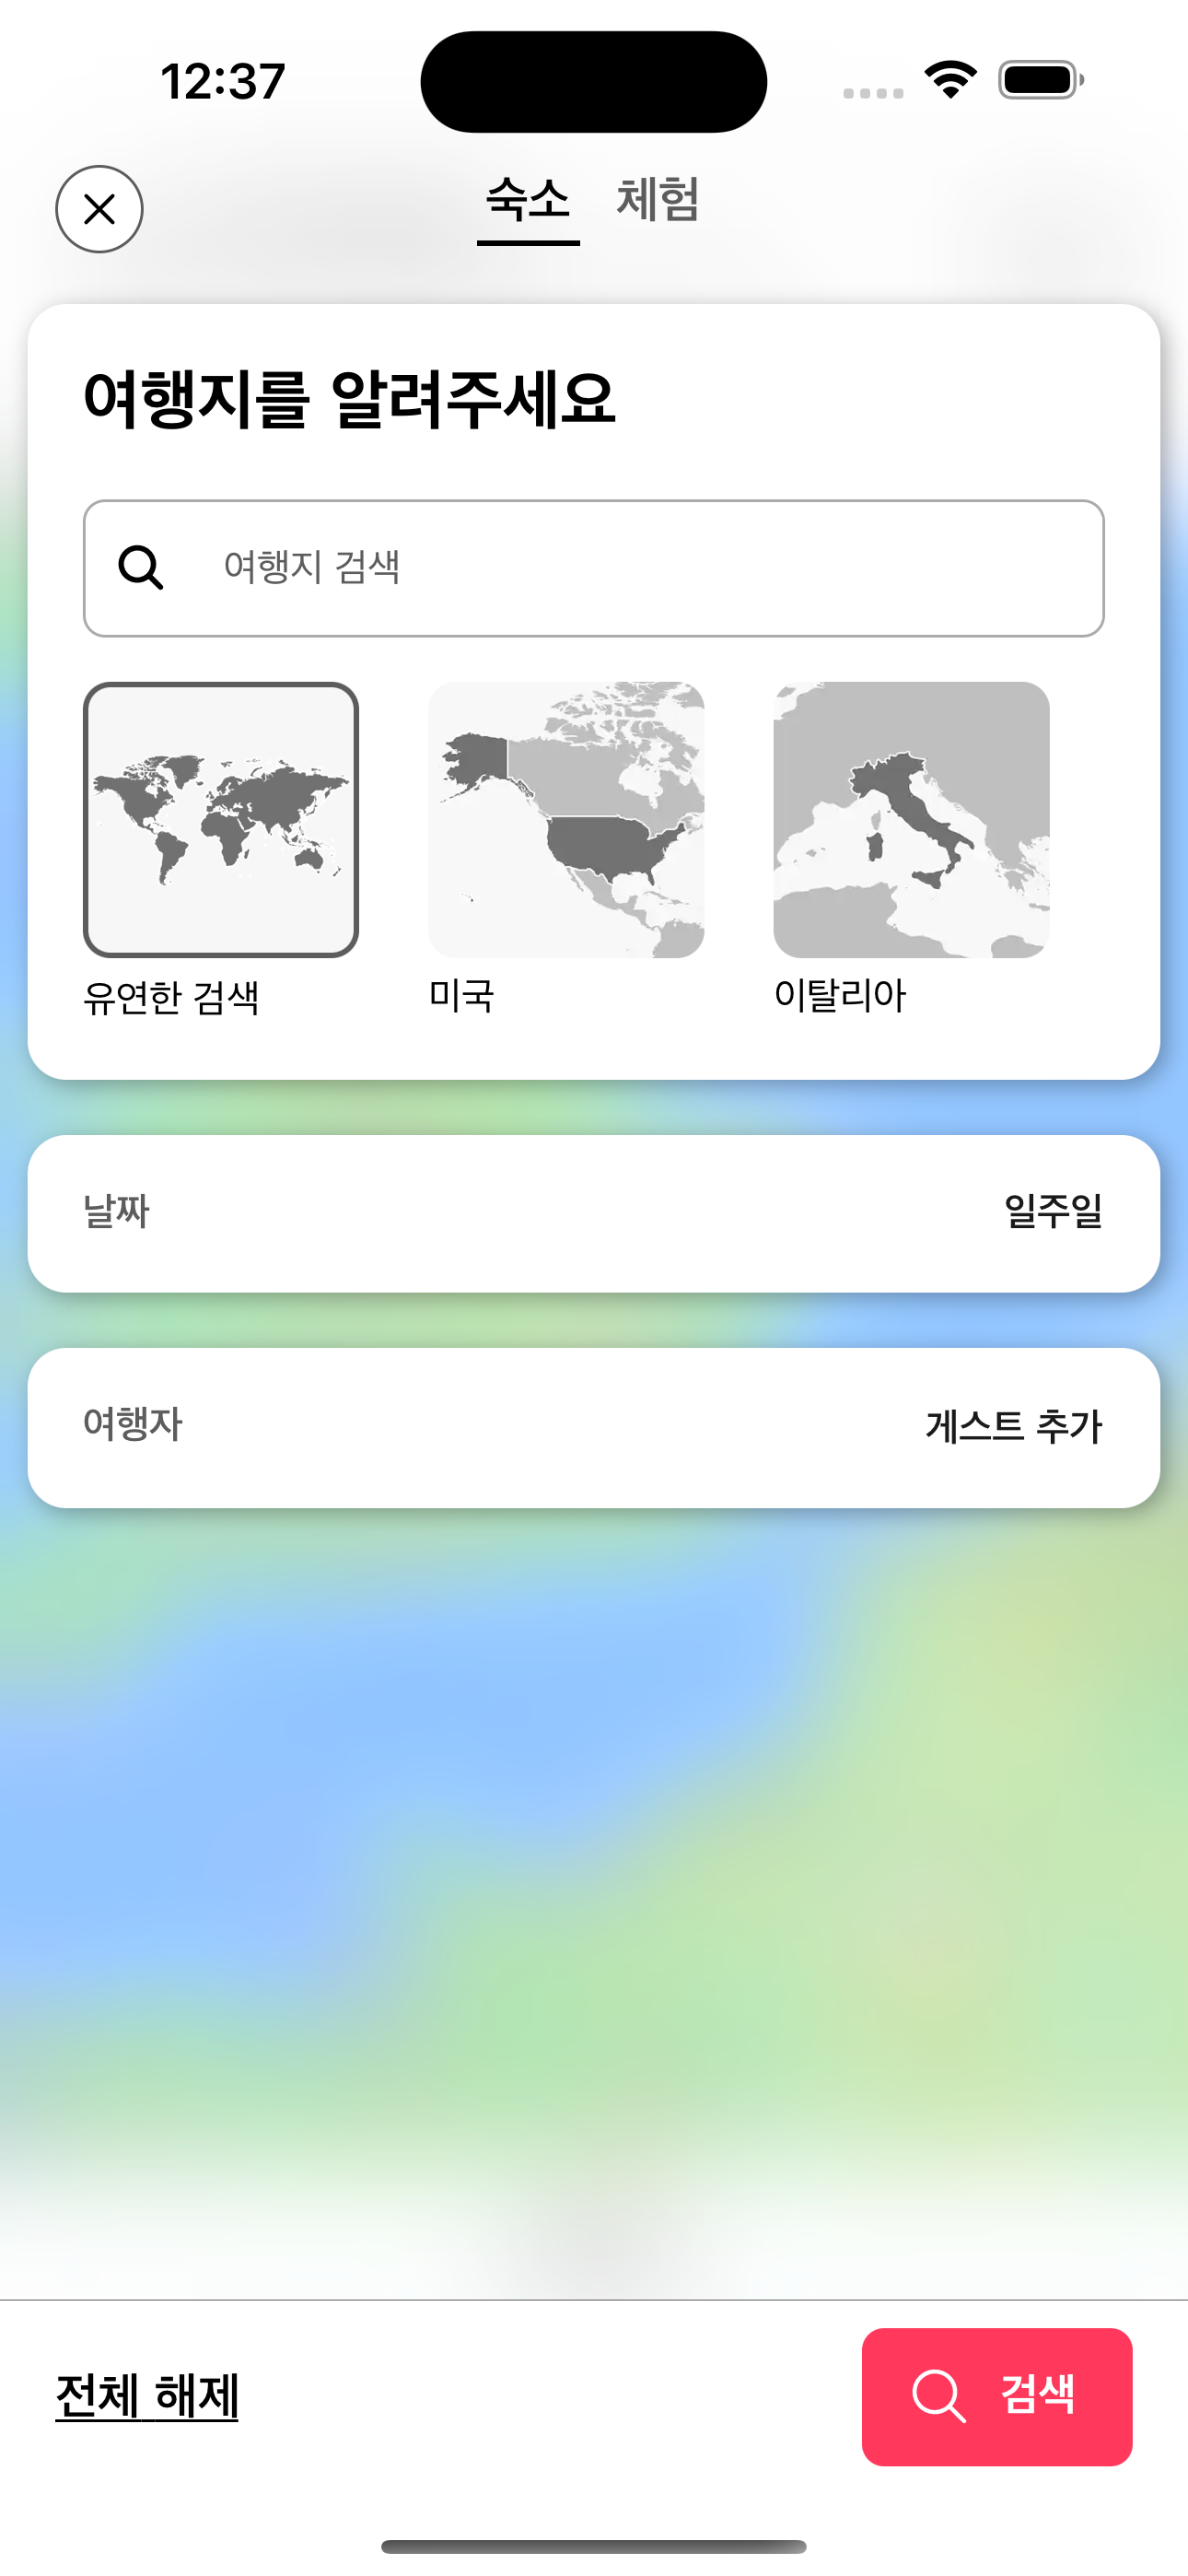 12:37
숙소 체험
여행지를 알려주세요
여행지 검색
유연한 검색 미국 이탈리아
날짜 일주일
여행자 게스트 추가
전체 해제 검색